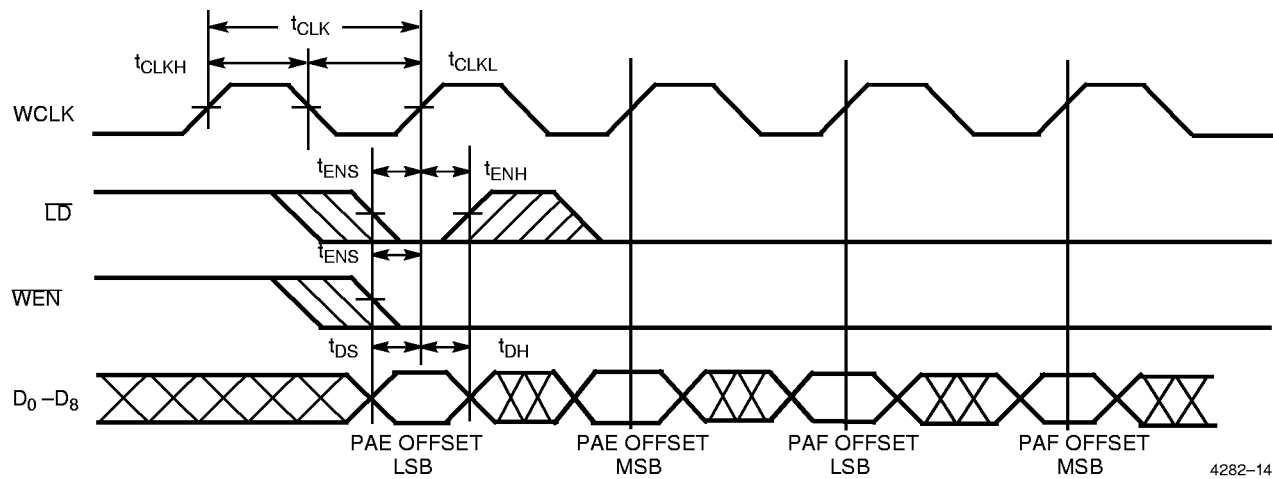 tCLK
tCLKH
tCLKL
WCLK
tENS
tENH
LD
tENS
WEN
tDS
tDH
D0 –D8
PAE OFFSET
LSB
PAE OFFSET
MSB
PAF OFFSET
LSB
PAF OFFSET
MSB
4282–14